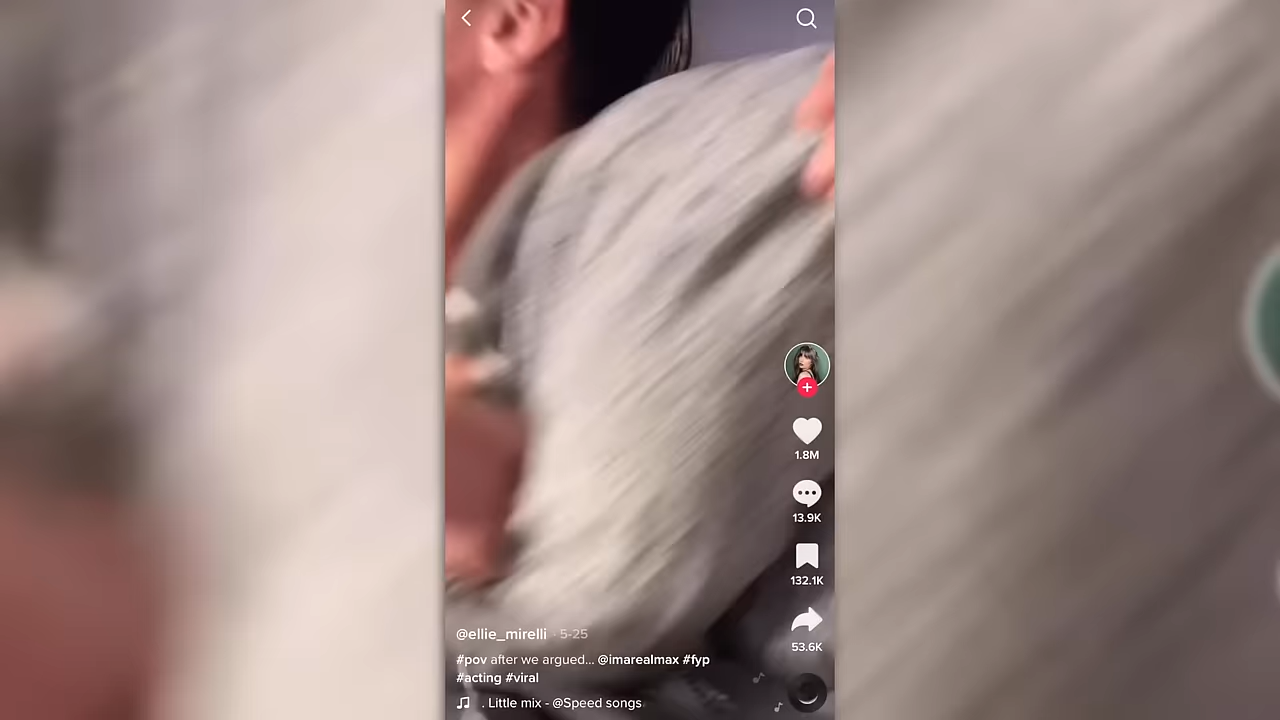 1.8M
13.9K
132.1K
53.6K
@ellie_mirelli · 5-25
#pov after we argued... @imarealmax #fyp
#acting #viral
. Little mix - @Speed songs